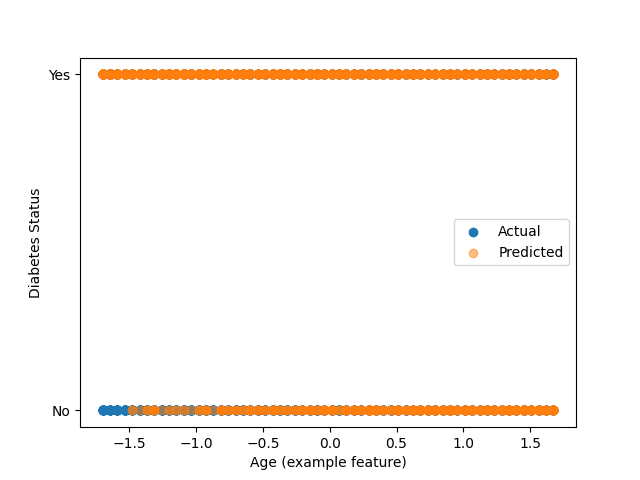 Yes
Diabetes Status
Actual
Predicted
No
−1.5 −1.0 −0.5 0.0 0.5 1.0 1.5
Age (example feature)